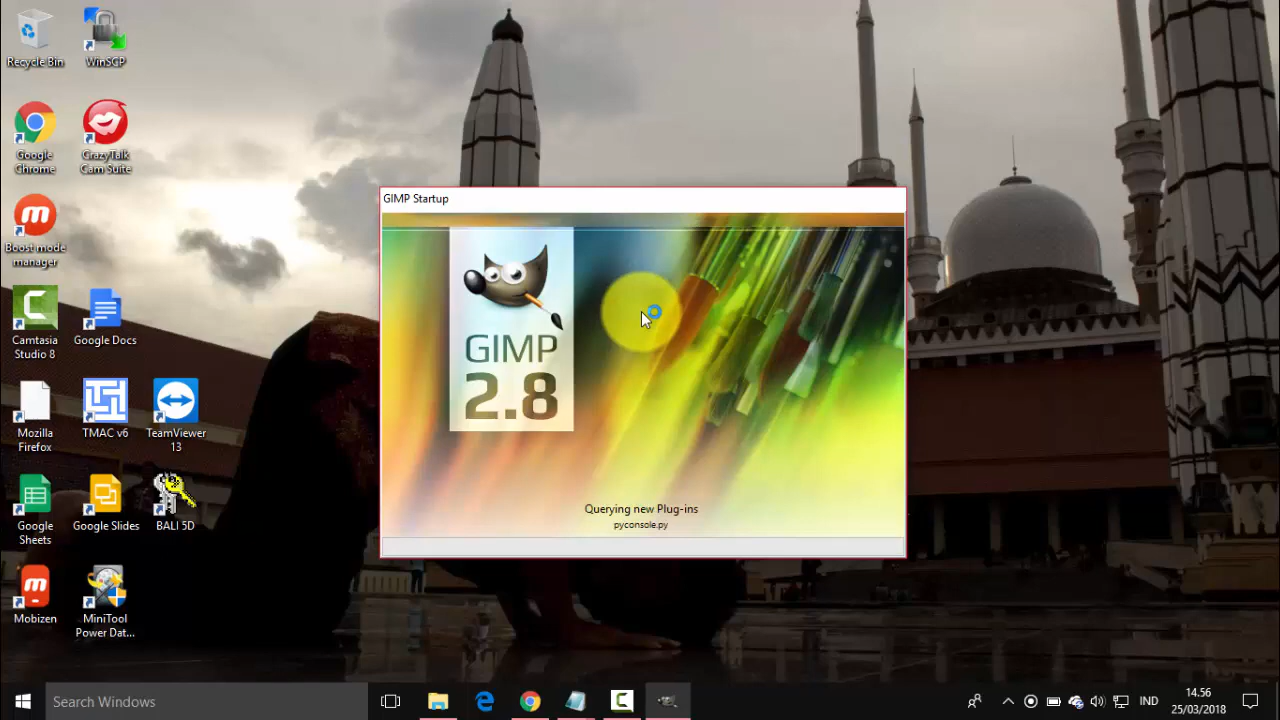 Recycle Bin
WinSCP
Google
Chrome
CrazyTalk
Cam Suite
Boost mode
manager
Camtasia
Studio 8
Google Docs
Mozilla
Firefox
TMAC v6
TeamViewer
13
Google
Sheets
Google Slides
BALI 5D
Mobizen
MiniTool
Power Dat...
GIMP Startup
GIMP
2.8
Querying new Plug-ins
pyconsole.py
Search Windows
IND
14.56
25/03/2018